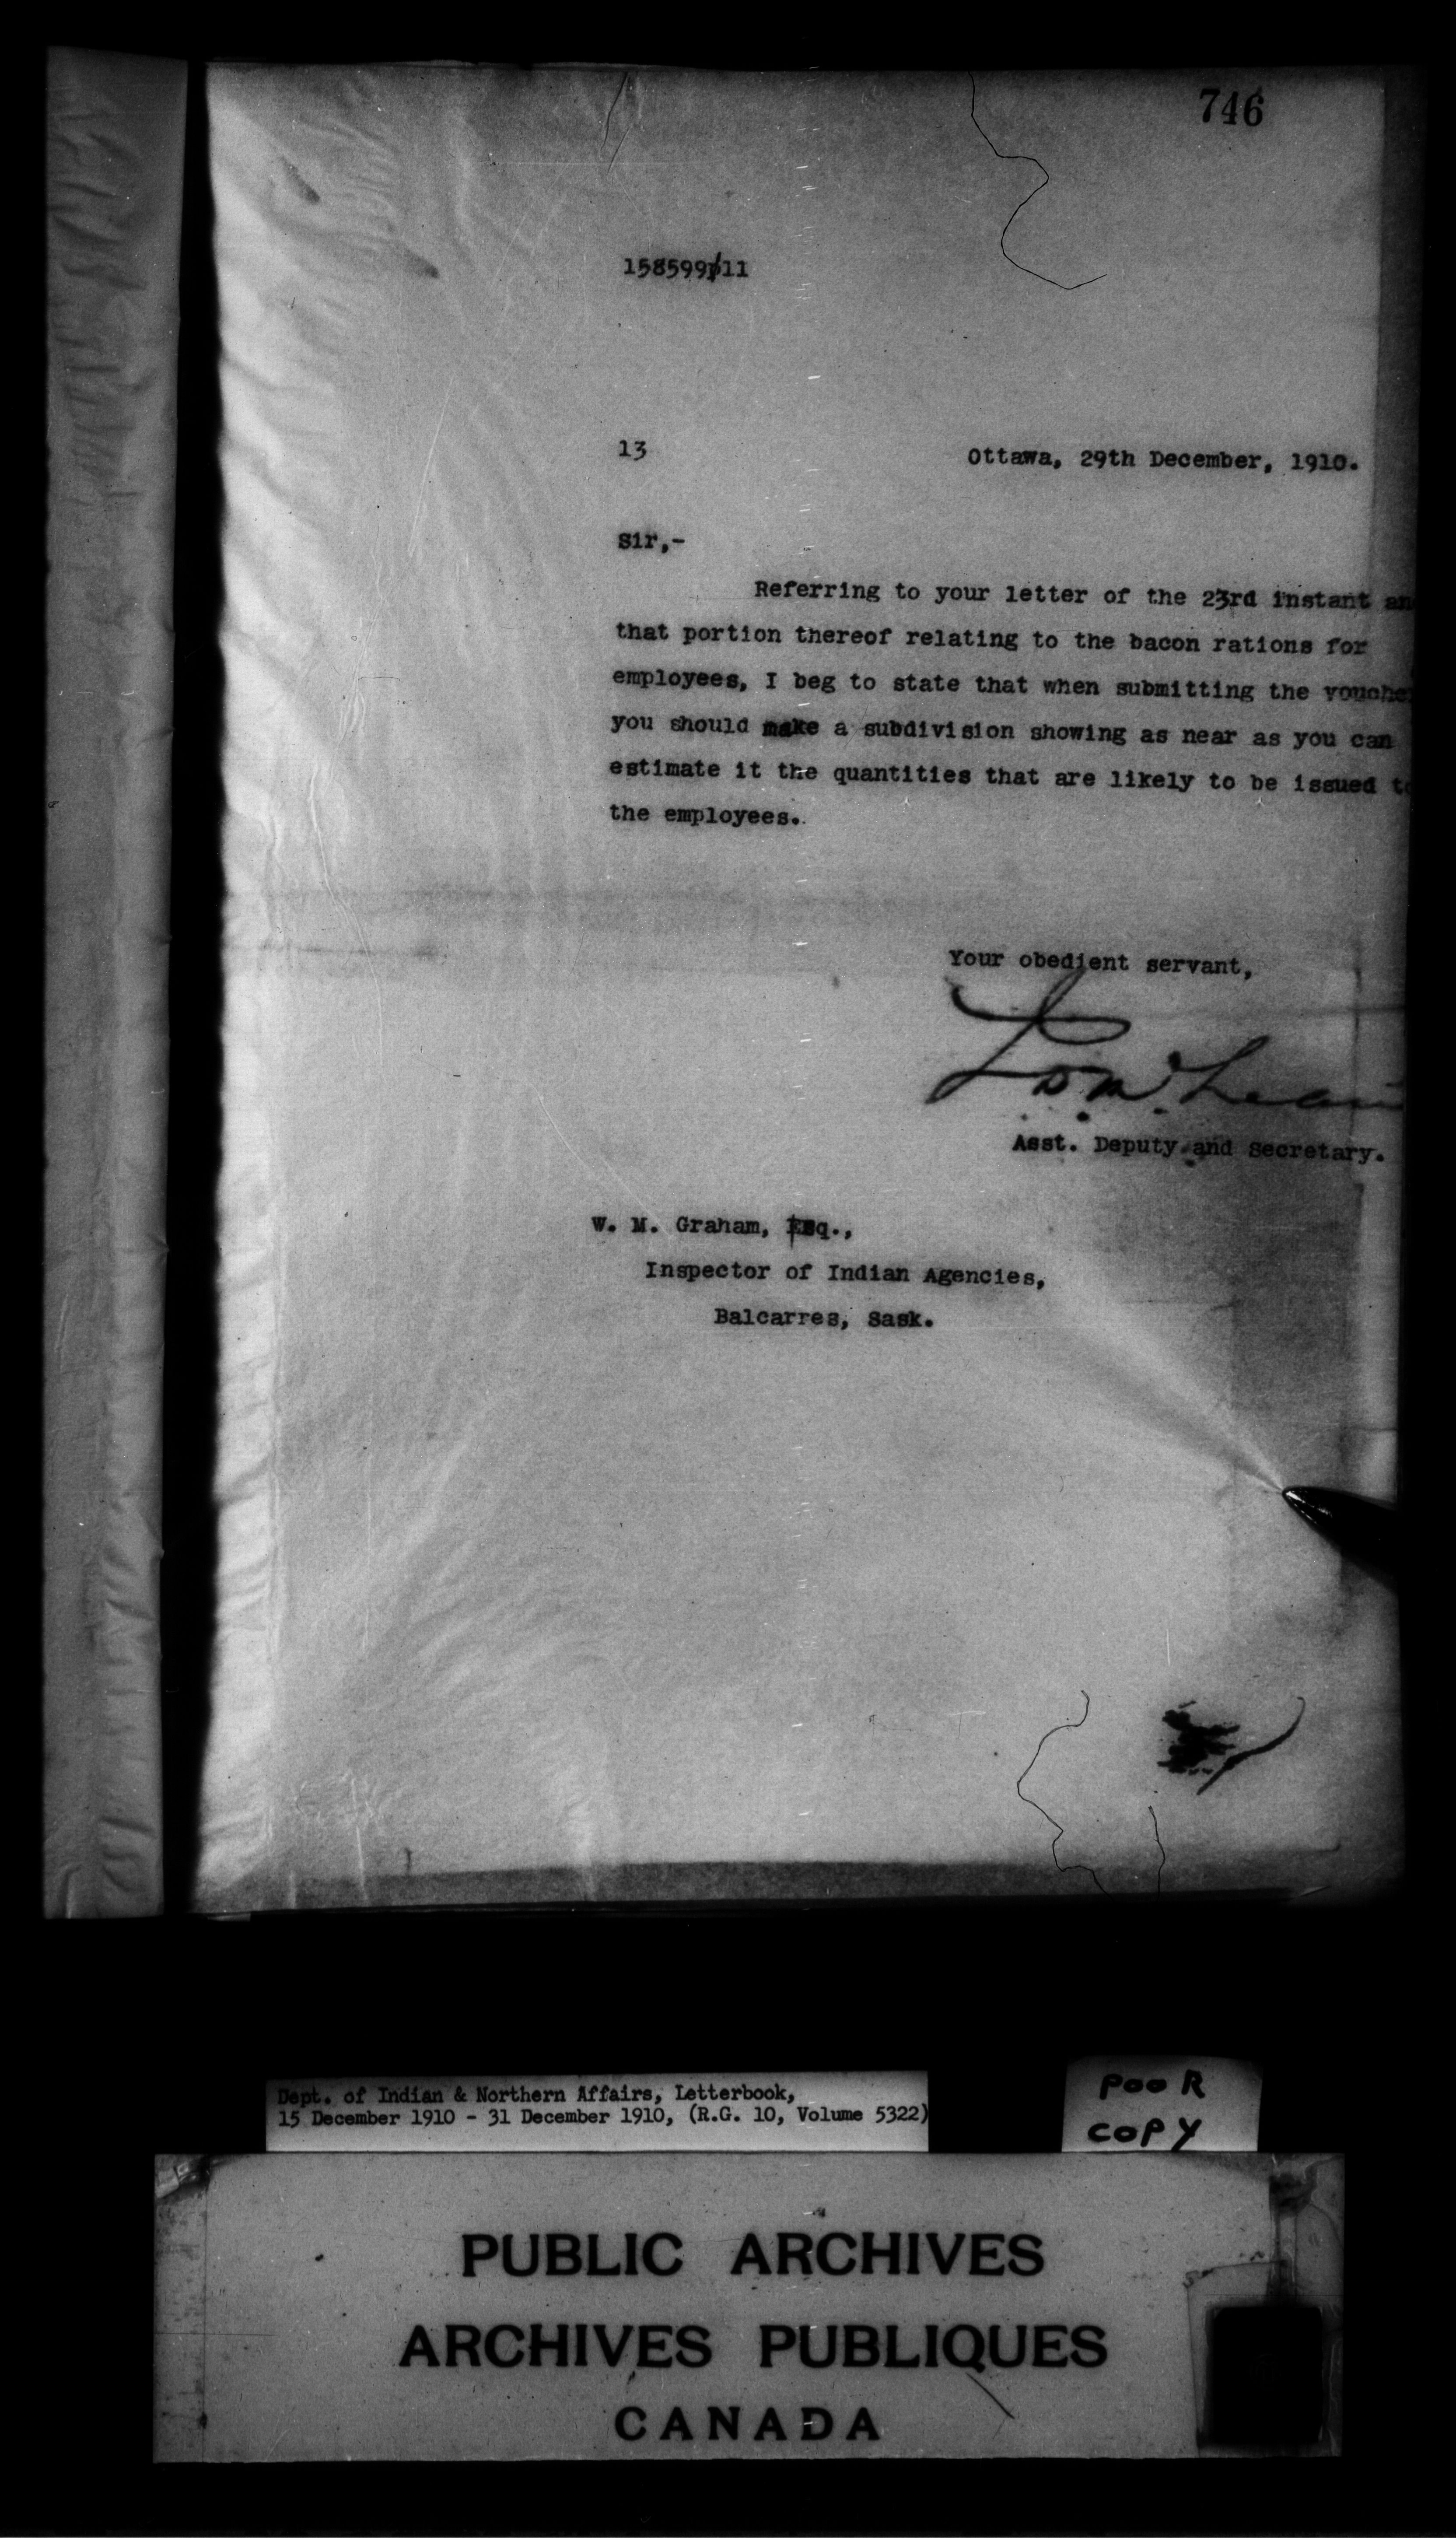 746
158599/11
13
Ottawa, 29th December, 1910.
Sir,-
Referring to your letter of the 23rd instant an
that portion thereof relating to the bacon rations for
employees, I beg to state that when submitting the vouche
you should make a subdivision showing as near as you can
estimate it the quantities that are likely to be issued to
the employees.
Your obedient servant,
Asst. Deputy and Secretary.
W. M. Graham, Esq.,
Inspector of Indian Agencies,
Balcarres, Sask.
Dept. of Indian & Northern Affairs, Letterbook,
15 December 1910 - 31 December 1910, (R.G. 10, Volume 5322)
POOR
COPY
PUBLIC ARCHIVES
ARCHIVES PUBLIQUES
CANADA